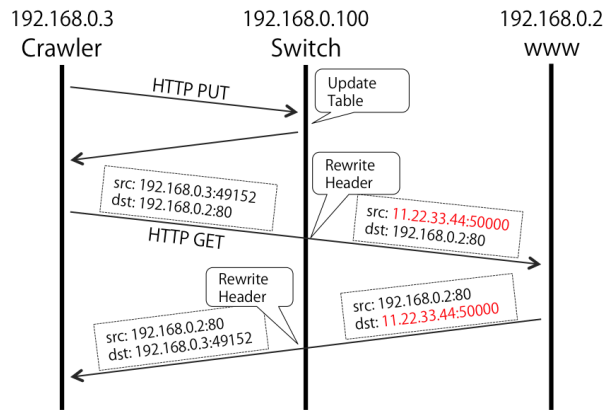 192.168.0.3
Crawler
192.168.0.100
Switch
192.168.0.2
www
HTTP PUT
Update
Table
Rewrite
Header
src: 192.168.0.3:49152
dst: 192.168.0.2:80
HTTP GET
src: 11.22.33.44:50000
dst: 192.168.0.2:80
Rewrite
Header
src: 192.168.0.2:80
dst: 11.22.33.44:50000
src: 192.168.0.2:80
dst: 192.168.0.3:49152